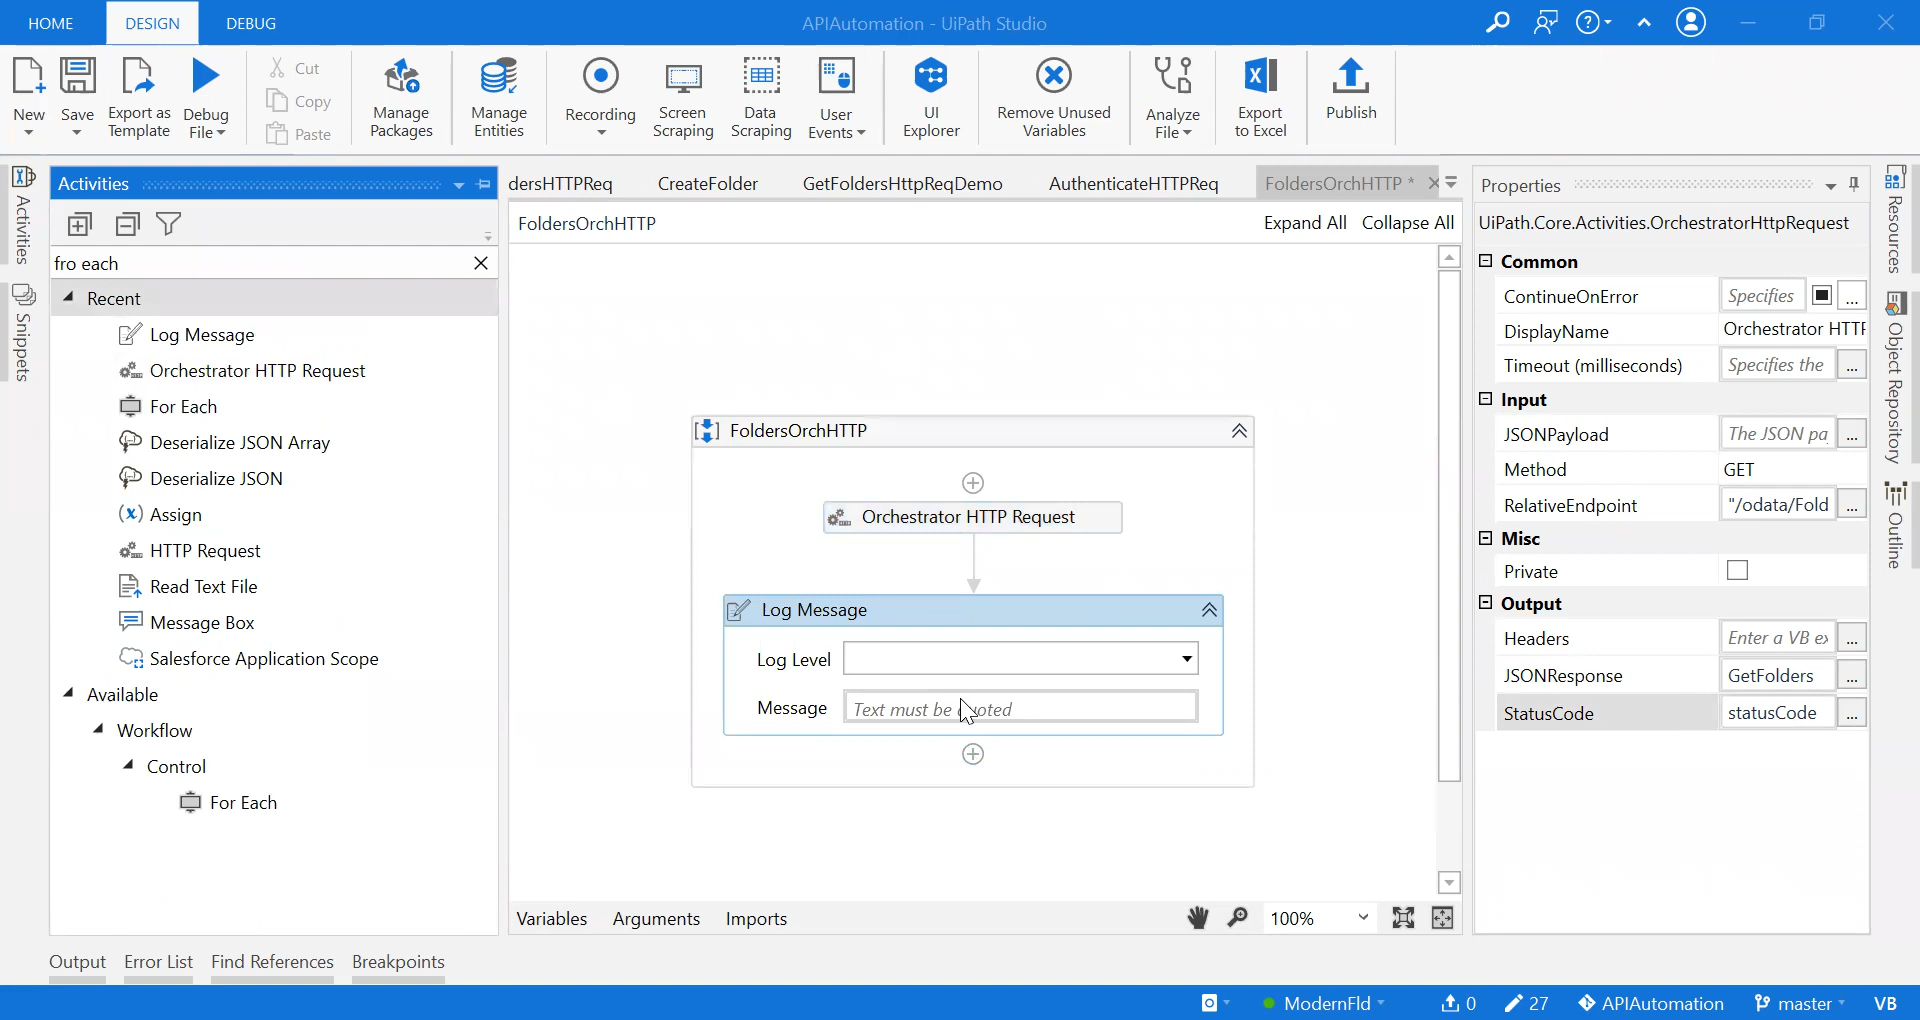 HOME DESIGN DEBUG APIAutomation - UiPath Studio
New Save Export as Template Debug File Cut Copy Paste Manage Packages Manage Entities Recording Screen Scraping Data Scraping User Events UI Explorer Remove Unused Variables Analyze File Export to Excel Publish
Activities
Snippets
Activities
fro each
Recent
Log Message
Orchestrator HTTP Request
For Each
Deserialize JSON Array
Deserialize JSON
Assign
HTTP Request
Read Text File
Message Box
Salesforce Application Scope
Available
Workflow
Control
For Each
dersHTTPReq CreateFolder GetFoldersHttpReqDemo AuthenticateHTTPReq FoldersOrchHTTP *
FoldersOrchHTTP Expand All Collapse All
FoldersOrchHTTP
Orchestrator HTTP Request
Log Message
Log Level
Message Text must be quoted
Variables Arguments Imports 100%
Properties
UiPath.Core.Activities.OrchestratorHttpRequest
Common
ContinueOnError Specifies ...
DisplayName Orchestrator HTTP
Timeout (milliseconds) Specifies the ...
Input
JSONPayload The JSON pa ...
Method GET
RelativeEndpoint "/odata/Fold ...
Misc
Private
Output
Headers Enter a VB ex ...
JSONResponse GetFolders ...
StatusCode statusCode ...
Resources
Object Repository
Outline
Output Error List Find References Breakpoints
ModernFld 0 27 APIAutomation master VB